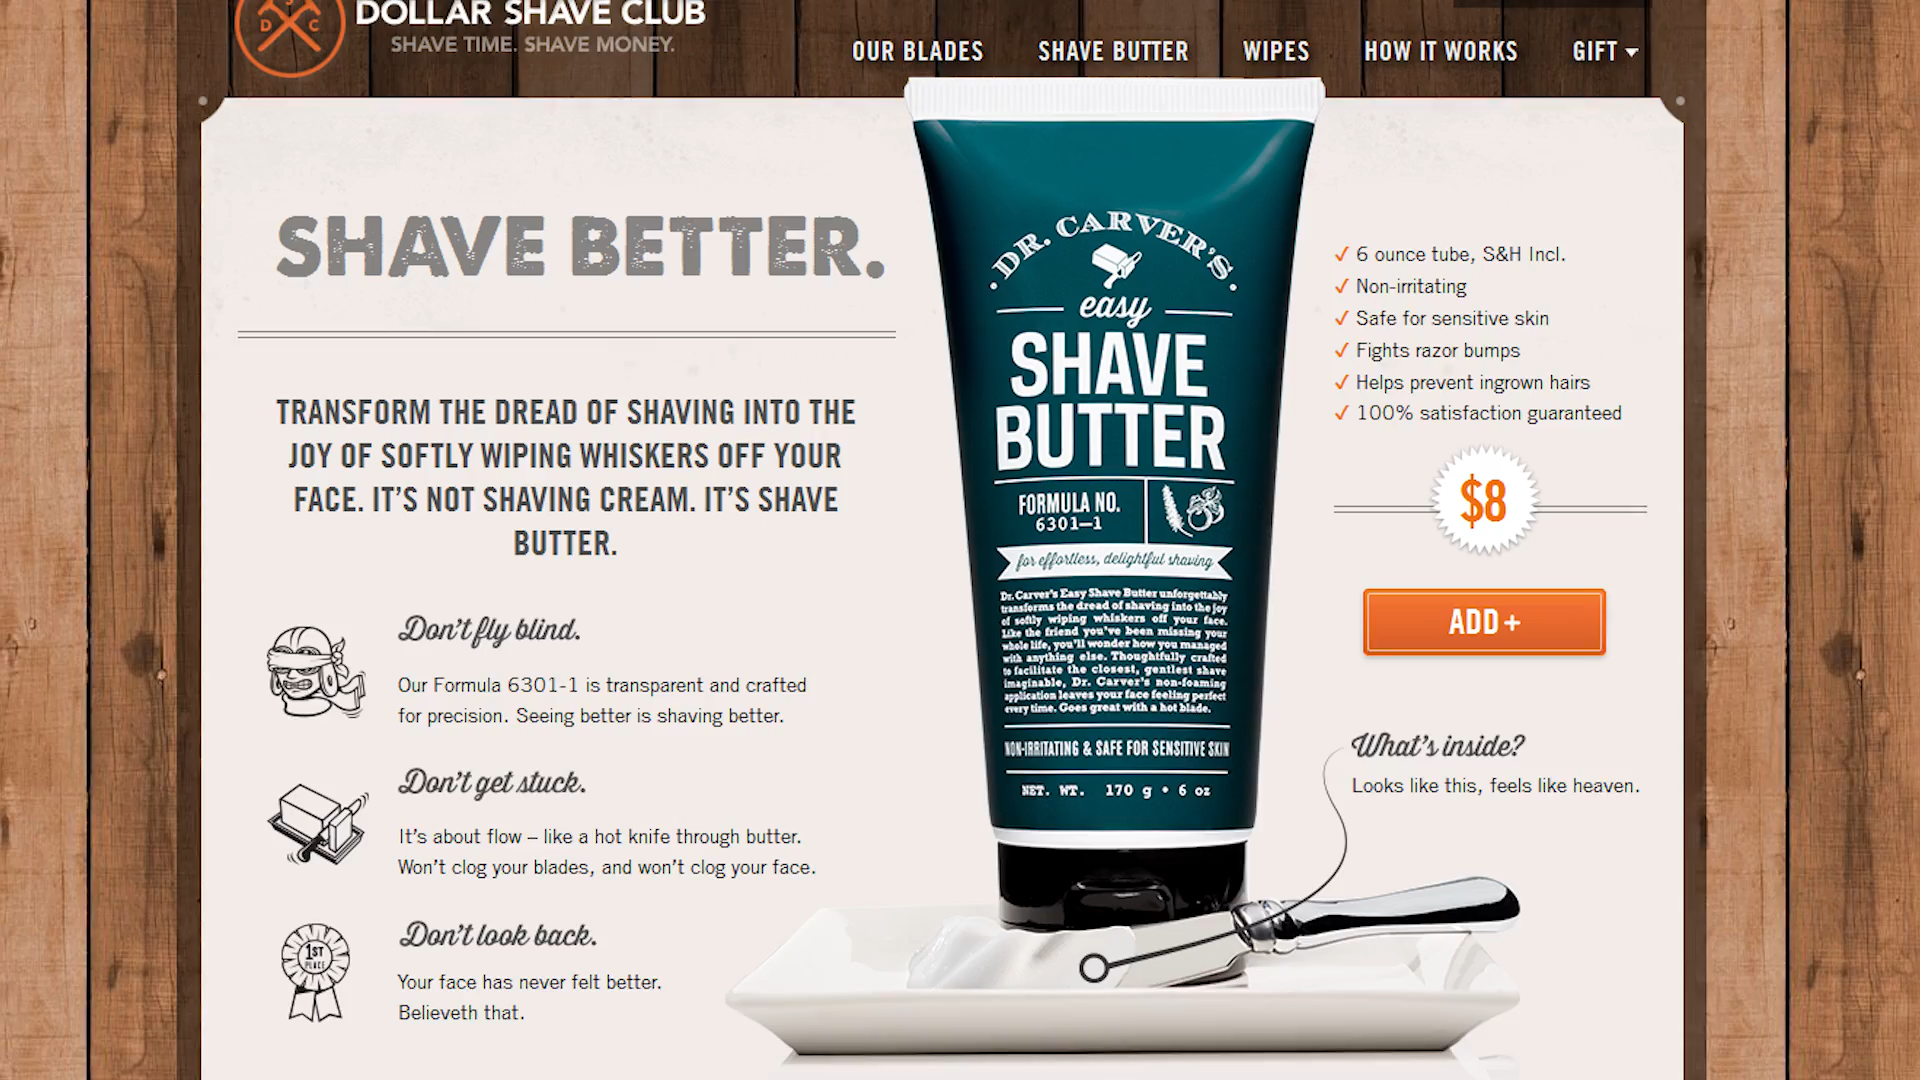 D S C
DOLLAR SHAVE CLUB
SHAVE TIME. SHAVE MONEY.
OUR BLADES
SHAVE BUTTER
WIPES
HOW IT WORKS
GIFT
SHAVE BETTER.
TRANSFORM THE DREAD OF SHAVING INTO THE
JOY OF SOFTLY WIPING WHISKERS OFF YOUR
FACE. IT'S NOT SHAVING CREAM. IT'S SHAVE
BUTTER.
Don't fly blind.
Our Formula 6301-1 is transparent and crafted
for precision. Seeing better is shaving better.
Don't get stuck.
It's about flow – like a hot knife through butter.
Won't clog your blades, and won't clog your face.
1ST
PLACE
Don't look back.
Your face has never felt better.
Believeth that.
• DR. CARVER'S •
easy
SHAVE
BUTTER
FORMULA NO.
6301–1
for effortless, delightful shaving
Dr. Carver's Easy Shave Butter unforgettably
transforms the dread of shaving into the joy
of softly wiping whiskers off your face.
Like the friend you've been missing your
whole life, you'll wonder how you managed
with anything else. Thoughtfully crafted
to facilitate the closest, gentlest shave
imaginable, Dr. Carver's non-foaming
application leaves your face feeling perfect
every time. Goes great with a hot blade.
NON-IRRITATING & SAFE FOR SENSITIVE SKIN
NET. WT. 170 g • 6 oz
✓ 6 ounce tube, S&H Incl.
✓ Non-irritating
✓ Safe for sensitive skin
✓ Fights razor bumps
✓ Helps prevent ingrown hairs
✓ 100% satisfaction guaranteed
$8
ADD +
What's inside?
Looks like this, feels like heaven.